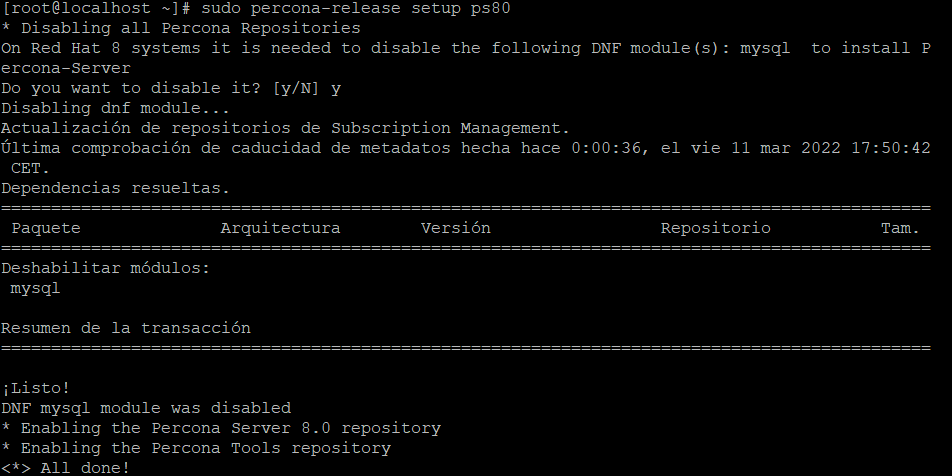 [root@localhost ~]# sudo percona-release setup ps80
* Disabling all Percona Repositories
On Red Hat 8 systems it is needed to disable the following DNF module(s): mysql  to install P
ercona-Server
Do you want to disable it? [y/N] y
Disabling dnf module...
Actualización de repositorios de Subscription Management.
Última comprobación de caducidad de metadatos hecha hace 0:00:36, el vie 11 mar 2022 17:50:42
 CET.
Dependencias resueltas.
=============================================================================================
 Paquete              Arquitectura        Versión                 Repositorio           Tam.
=============================================================================================
Deshabilitar módulos:
 mysql

Resumen de la transacción
=============================================================================================

¡Listo!
DNF mysql module was disabled
* Enabling the Percona Server 8.0 repository
* Enabling the Percona Tools repository
<*> All done!